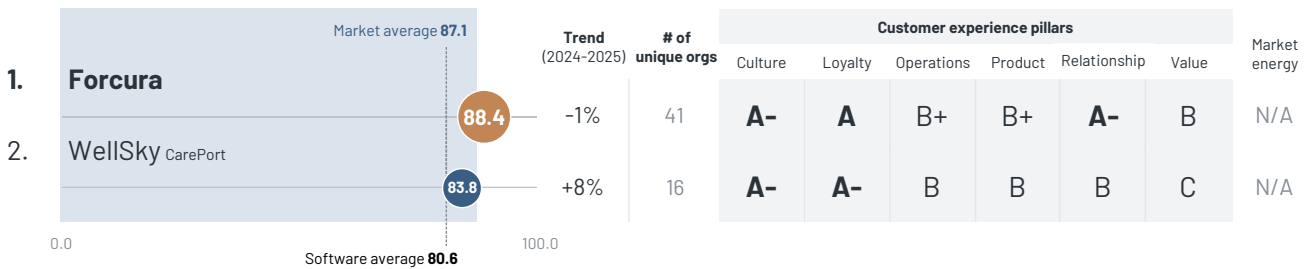 Market average 87.1
Trend
(2024-2025)
# of
unique orgs
Customer experience pillars
Culture
Loyalty
Operations
Product
Relationship
Value
Market
energy
1.
Forcura
88.4
-1%
41
A-
A
B+
B+
A-
B
N/A
2.
WellSky CarePort
83.8
+8%
16
A-
A-
B
B
B
C
N/A
0.0
100.0
Software average 80.6